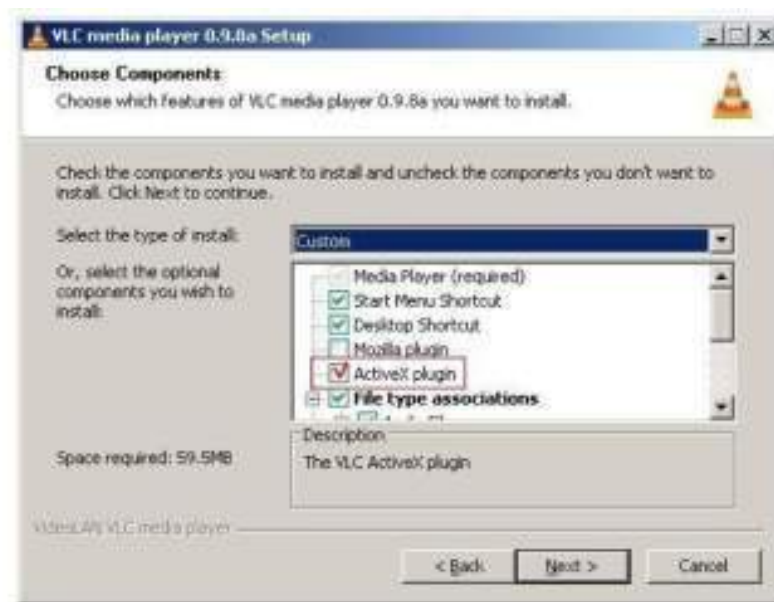 VLC media player 0.9.8a Setup
Choose Components
Choose which features of VLC media player 0.9.8a you want to install.
Check the components you want to install and uncheck the components you don't want to
install. Click Next to continue.
Select the type of install:
Custom
Or, select the optional
components you wish to
install:
Media Player (required)
Start Menu Shortcut
Desktop Shortcut
Mozilla plugin
ActiveX plugin
File type associations
Space required: 59.5MB
Description
The VLC ActiveX plugin
VideoLAN VLC media player
< Back
Next >
Cancel